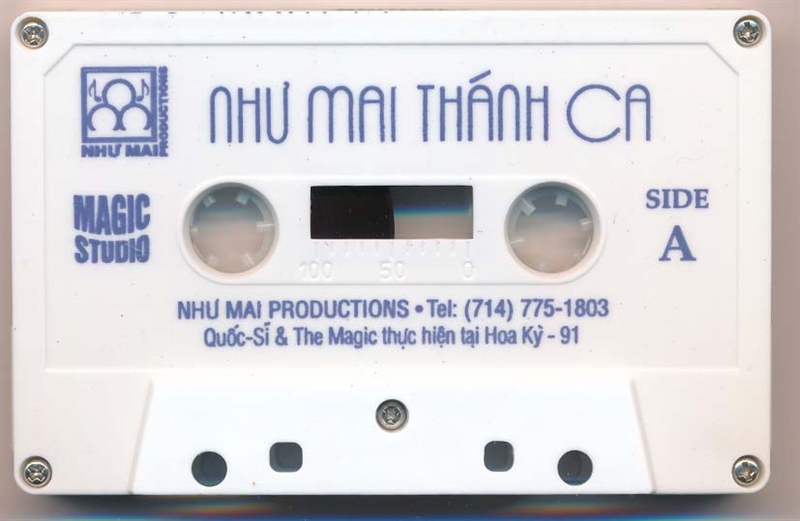 NHƯ MAI THÁNH CA
NHƯ MAI
PRODUCTIONS
MAGIC
STUDIO
SIDE
A
100 50 0
NHƯ MAI PRODUCTIONS • Tel: (714) 775-1803
Quốc-Sĩ & The Magic thực hiện tại Hoa Kỳ - 91